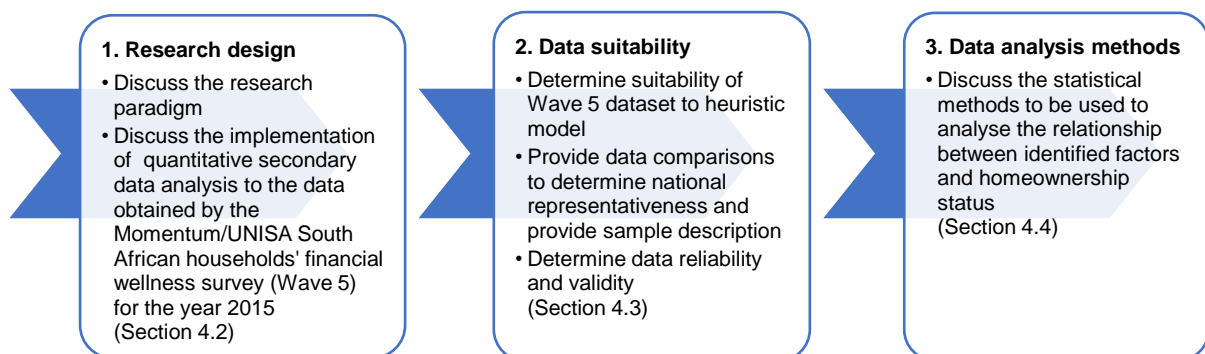 1. Research design
• Discuss the research
paradigm
• Discuss the implementation
of quantitative secondary
data analysis to the data
obtained by the
Momentum/UNISA South
African households' financial
wellness survey (Wave 5)
for the year 2015
(Section 4.2)
2. Data suitability
• Determine suitability of
Wave 5 dataset to heuristic
model
• Provide data comparisons
to determine national
representativeness and
provide sample description
• Determine data reliability
and validity
(Section 4.3)
3. Data analysis methods
• Discuss the statistical
methods to be used to
analyse the relationship
between identified factors
and homeownership
status
(Section 4.4)